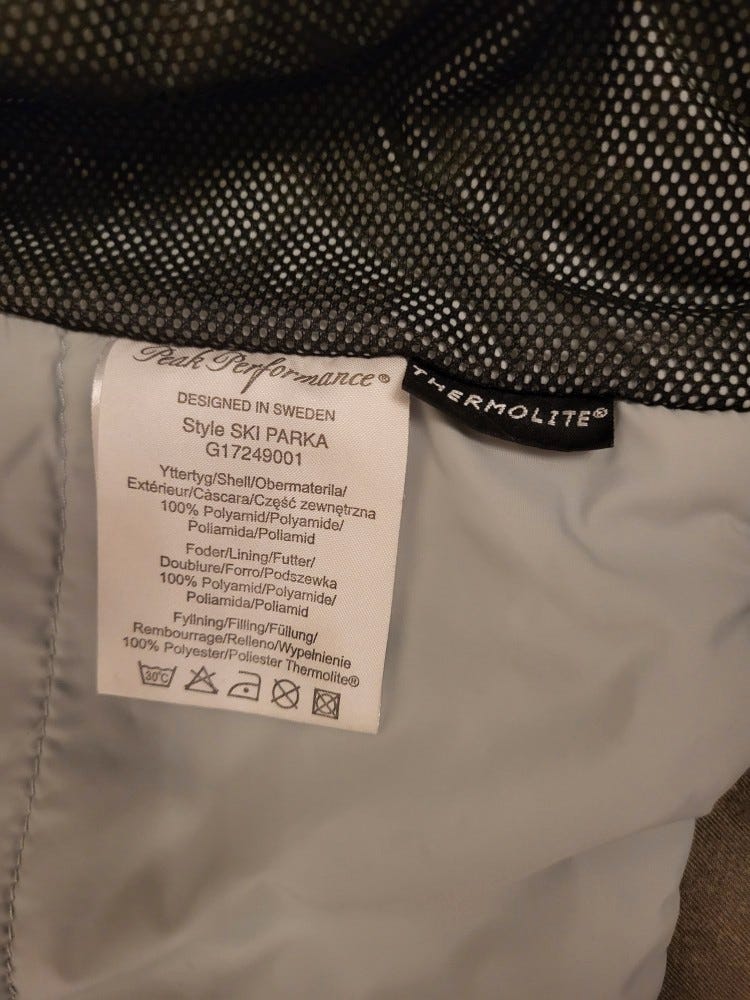 Peak Performance®
THERMOLITE®
DESIGNED IN SWEDEN
Style SKI PARKA
G17249001
Yttertyg/Shell/Obermaterila/
Extérieur/Càscara/Część zewnętrzna
100% Polyamid/Polyamide/
Poliamida/Poliamid
Foder/Lining/Futter/
Doublure/Forro/Podszewka
100% Polyamid/Polyamide/
Poliamida/Poliamid
Fyllning/Filling/Füllung/
Rembourrage/Relleno/Wypełnienie
100% Polyester/Poliester Thermolite®
30°C